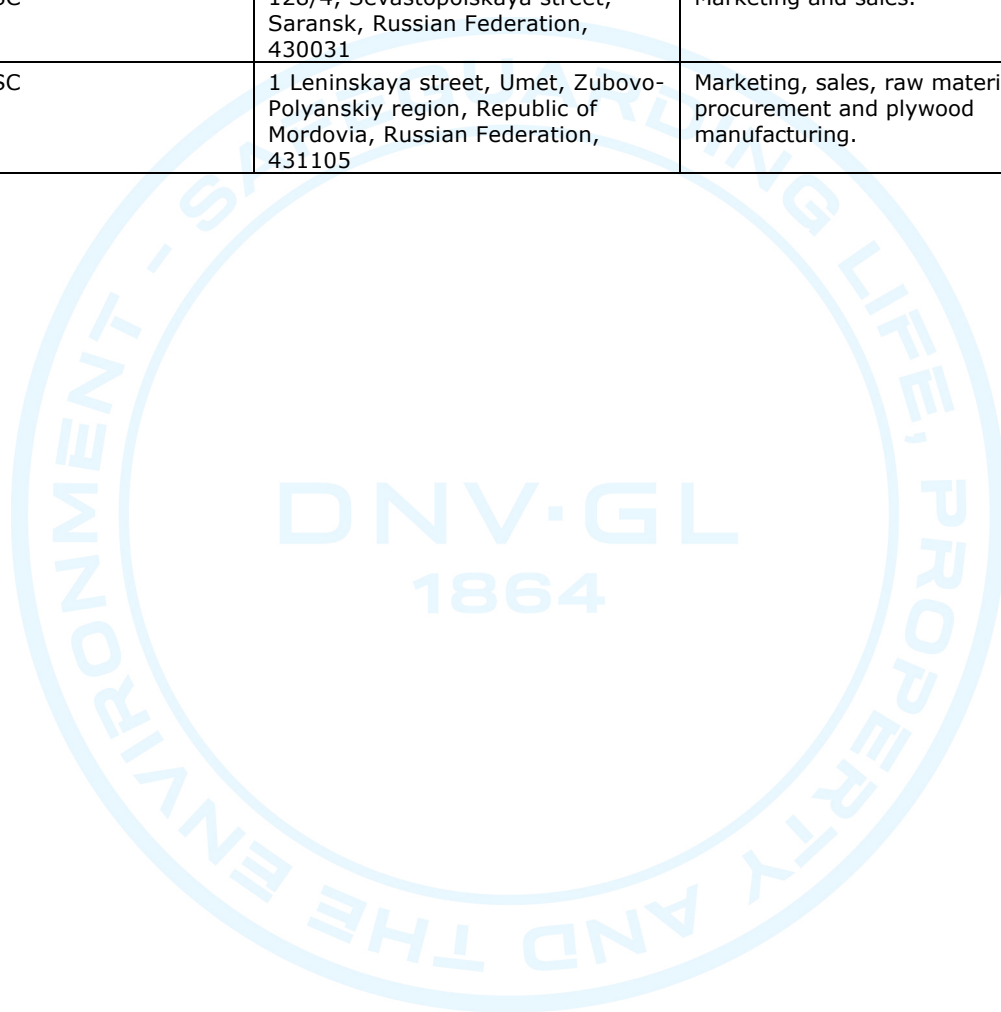 SC
128/4, Sevastopolskaya street,
Saransk, Russian Federation,
430031
Marketing and sales.
SC
1 Leninskaya street, Umet, Zubovo-
Polyanskiy region, Republic of
Mordovia, Russian Federation,
431105
Marketing, sales, raw materi
procurement and plywood
manufacturing.
SAFEGUARDING LIFE, PROPERTY AND THE ENVIRONMENT -
DNV·GL
1864